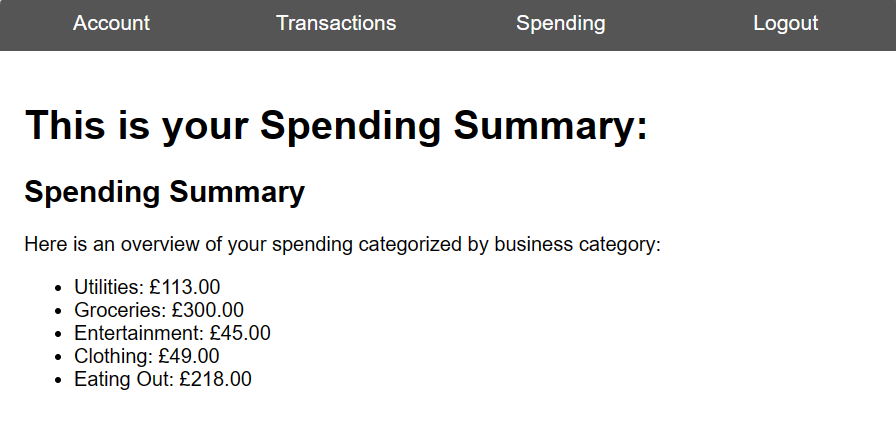 Account Transactions Spending Logout
This is your Spending Summary:
Spending Summary
Here is an overview of your spending categorized by business category:
• Utilities: £113.00
• Groceries: £300.00
• Entertainment: £45.00
• Clothing: £49.00
• Eating Out: £218.00